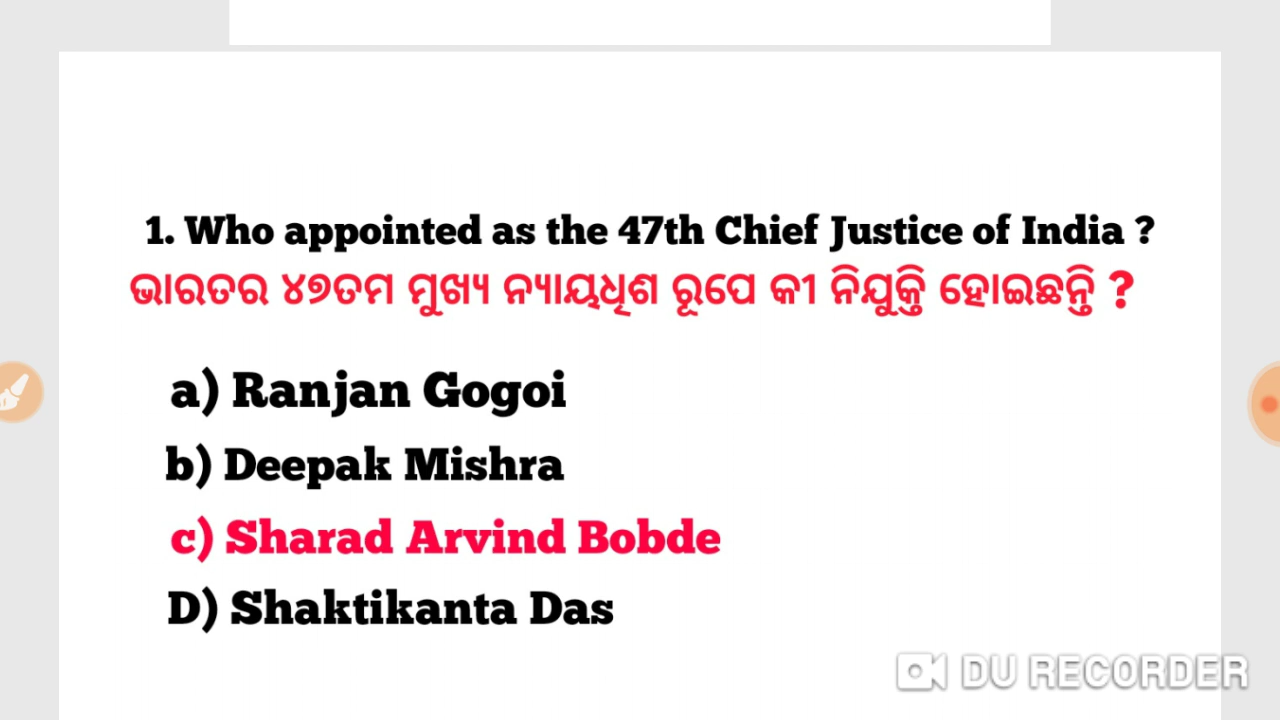 1. Who appointed as the 47th Chief Justice of India ?
ଭାରତର ୪୭ତମ ମୁଖ୍ୟ ନ୍ୟାୟଧିଶ ରୂପେ କୀ ନିଯୁକ୍ତି ହୋଇଛନ୍ତି ?
a) Ranjan Gogoi
b) Deepak Mishra
c) Sharad Arvind Bobde
D) Shaktikanta Das
DU RECORDER